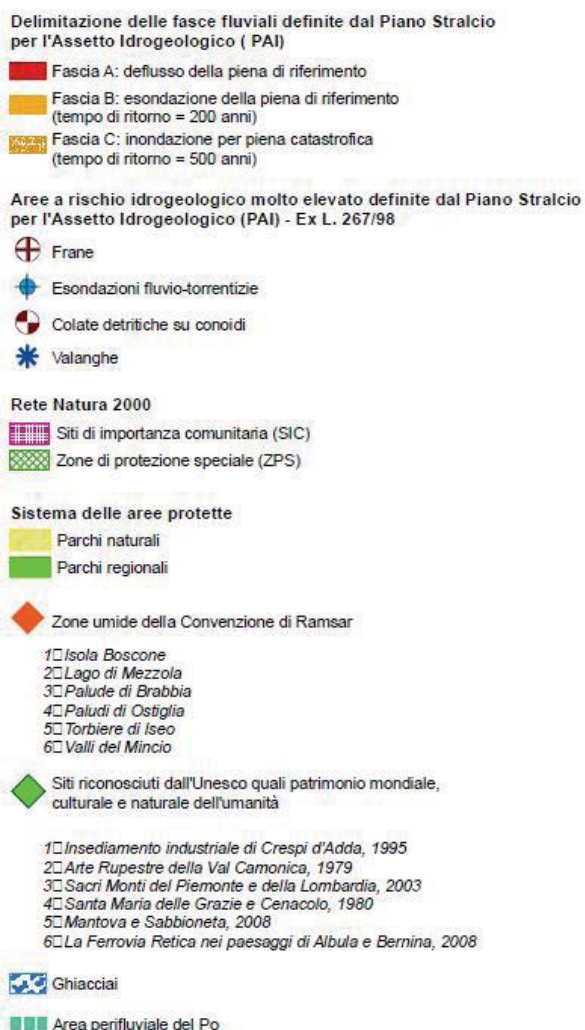 Delimitazione delle fasce fluviali definite dal Piano Stralcio
per l'Assetto Idrogeologico ( PAI)
Fascia A: deflusso della piena di riferimento
Fascia B: esondazione della piena di riferimento
(tempo di ritorno = 200 anni)
Fascia C: inondazione per piena catastrofica
(tempo di ritorno = 500 anni)
Aree a rischio idrogeologico molto elevato definite dal Piano Stralcio
per l'Assetto Idrogeologico (PAI) - Ex L. 267/98
Frane
Esondazioni fluvio-torrentizie
Colate detritiche su conoidi
Valanghe
Rete Natura 2000
Siti di importanza comunitaria (SIC)
Zone di protezione speciale (ZPS)
Sistema delle aree protette
Parchi naturali
Parchi regionali
Zone umide della Convenzione di Ramsar
1□Isola Boscone
2□Lago di Mezzola
3□Palude di Brabbia
4□Paludi di Ostiglia
5□Torbiere di Iseo
6□Valli del Mincio
Siti riconosciuti dall'Unesco quali patrimonio mondiale,
culturale e naturale dell'umanità
1□Insediamento industriale di Crespi d'Adda, 1995
2□Arte Rupestre della Val Camonica, 1979
3□Sacri Monti del Piemonte e della Lombardia, 2003
4□Santa Maria delle Grazie e Cenacolo, 1980
5□Mantova e Sabbioneta, 2008
6□La Ferrovia Retica nei paesaggi di Albula e Bernina, 2008
Ghiacciai
Area perifluviale del Po